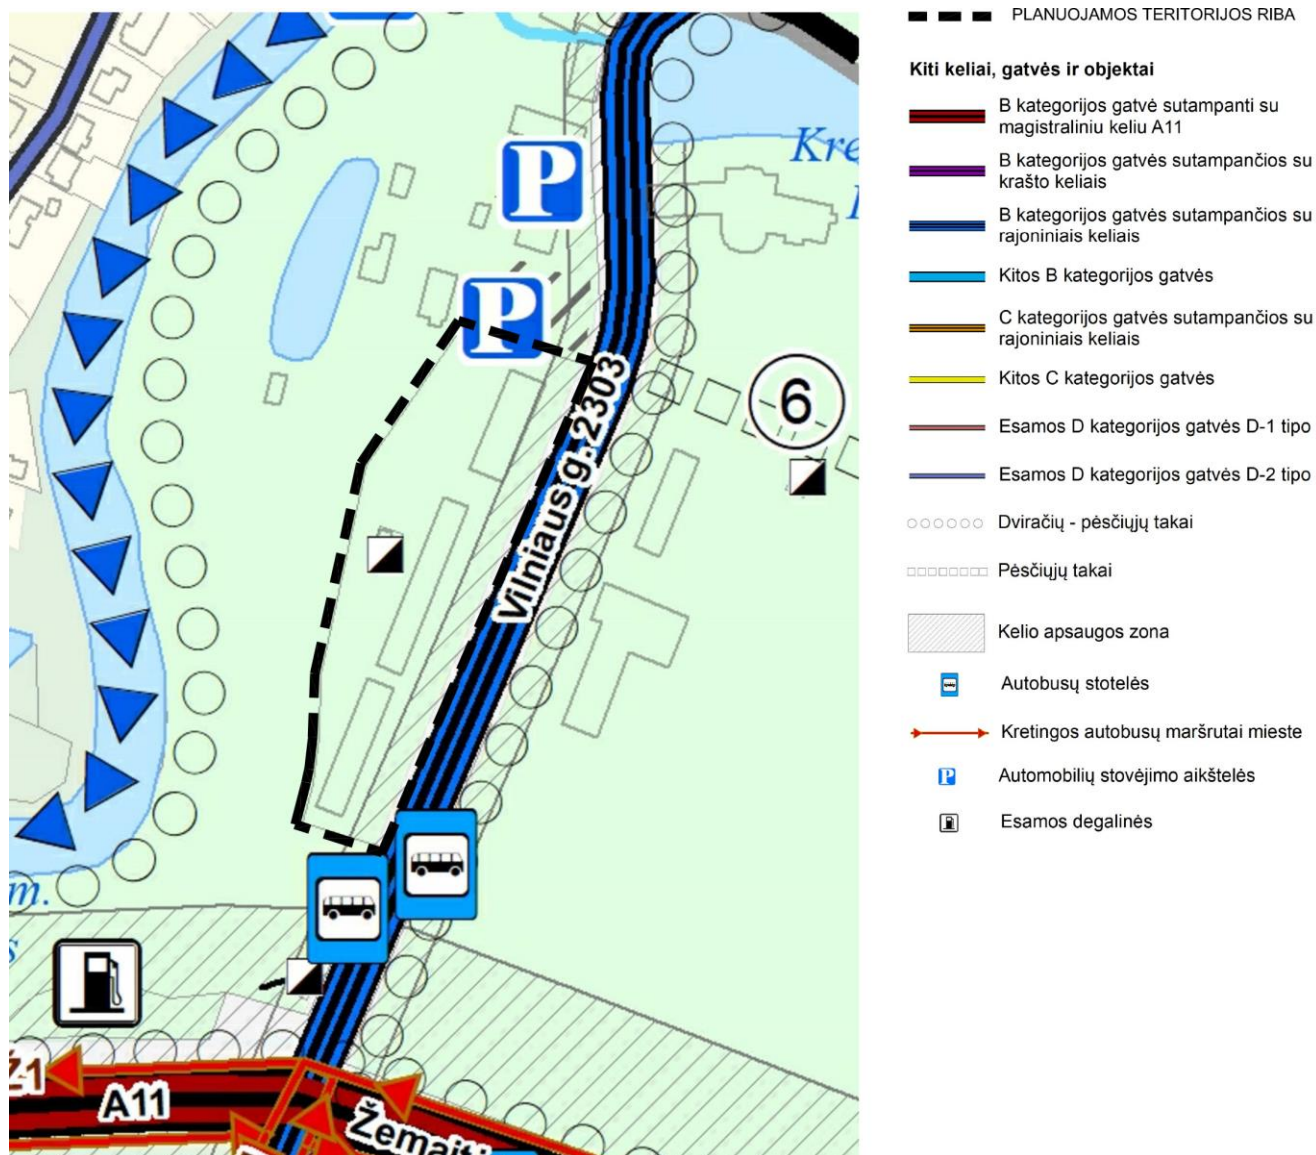 Kre
P
P
Vilniaus g. 2303
6
m.
s
Ž1
A11
Žemaiti
PLANUOJAMOS TERITORIJOS RIBA
Kiti keliai, gatvės ir objektai
B kategorijos gatvė sutampanti su
magistraliniu keliu A11
B kategorijos gatvės sutampančios su
krašto keliais
B kategorijos gatvės sutampančios su
rajoniniais keliais
Kitos B kategorijos gatvės
C kategorijos gatvės sutampančios su
rajoniniais keliais
Kitos C kategorijos gatvės
Esamos D kategorijos gatvės D-1 tipo
Esamos D kategorijos gatvės D-2 tipo
Dviračių - pėsčiųjų takai
Pėsčiųjų takai
Kelio apsaugos zona
Autobusų stotelės
Kretingos autobusų maršrutai mieste
P Automobilių stovėjimo aikštelės
Esamos degalinės